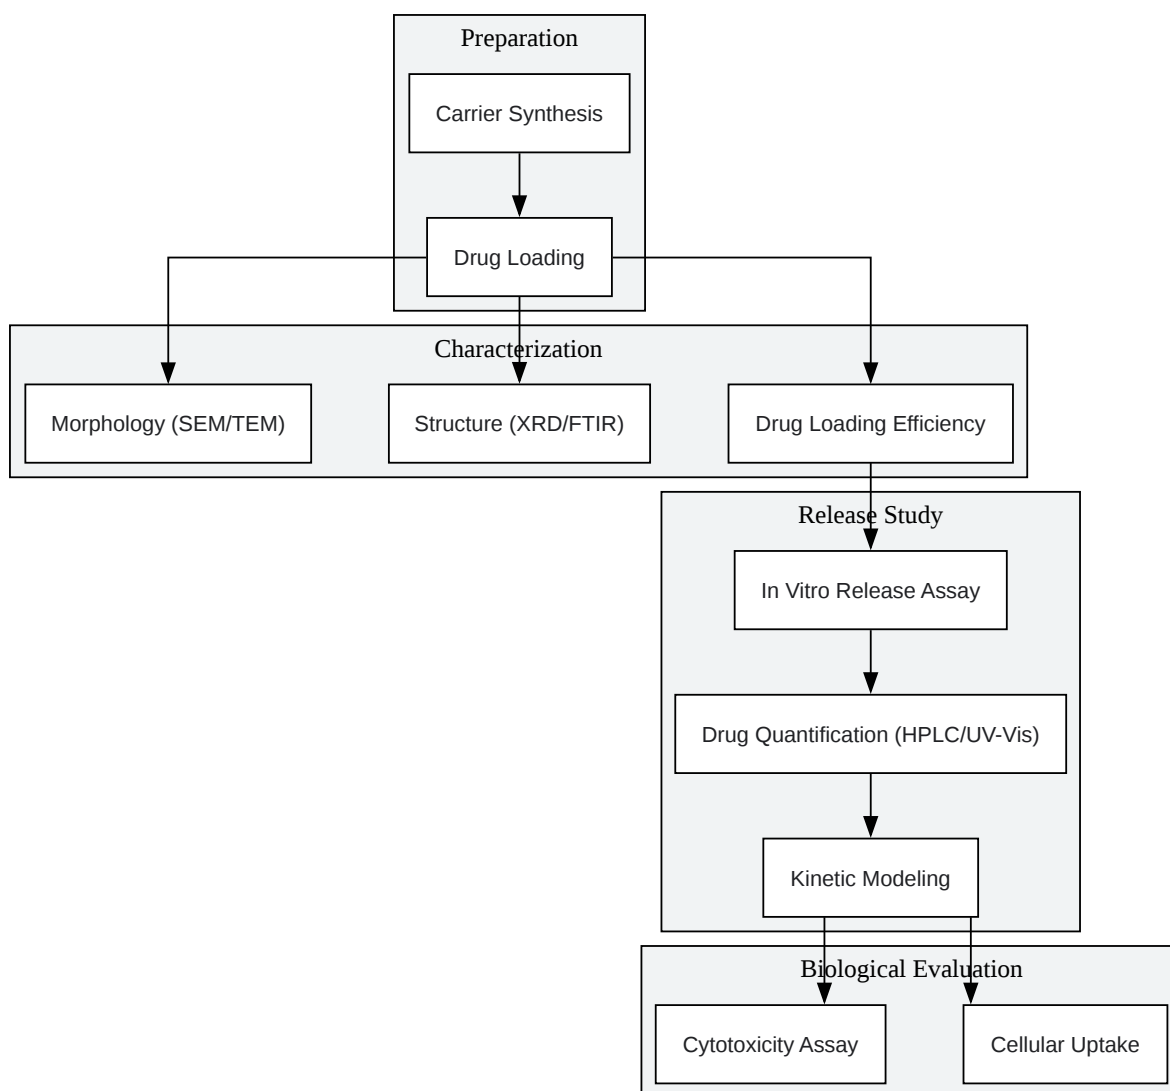 Preparation
Carrier Synthesis
Drug Loading
Characterization
Morphology (SEM/TEM)
Structure (XRD/FTIR)
Drug Loading Efficiency
Release Study
In Vitro Release Assay
Drug Quantification (HPLC/UV-Vis)
Kinetic Modeling
Biological Evaluation
Cytotoxicity Assay
Cellular Uptake